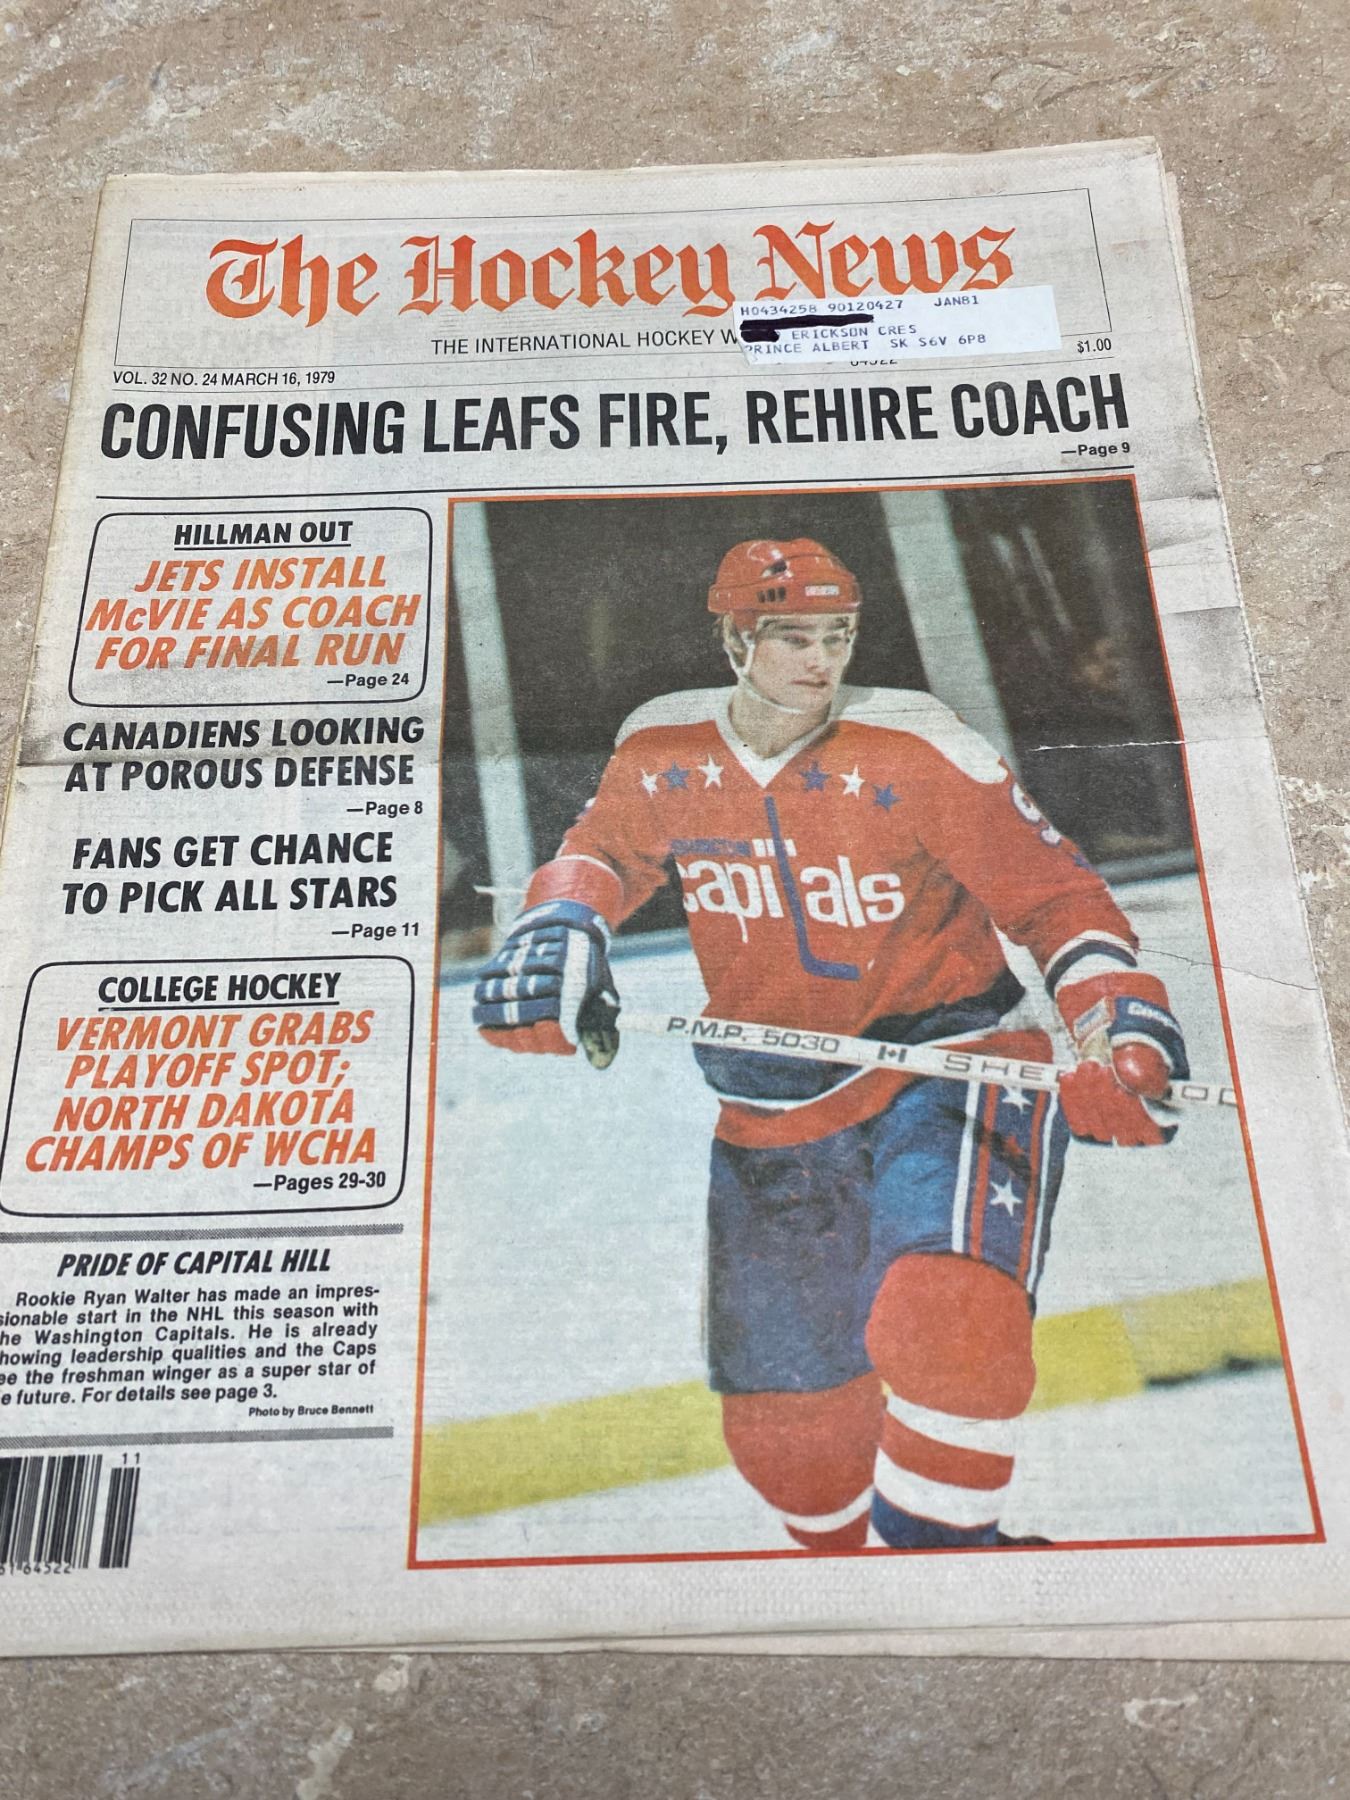 The Hockey News
H0434258 90120427 JAN81
ERICKSON CRES
PRINCE ALBERT SK S6V 6P8
THE INTERNATIONAL HOCKEY W
$1.00
VOL. 32 NO. 24 MARCH 16, 1979
CONFUSING LEAFS FIRE, REHIRE COACH
—Page 9
HILLMAN OUT
JETS INSTALL
McVIE AS COACH
FOR FINAL RUN
—Page 24
CANADIENS LOOKING
AT POROUS DEFENSE
—Page 8
FANS GET CHANCE
TO PICK ALL STARS
—Page 11
COLLEGE HOCKEY
VERMONT GRABS
PLAYOFF SPOT;
NORTH DAKOTA
CHAMPS OF WCHA
—Pages 29-30
PRIDE OF CAPITAL HILL
Rookie Ryan Walter has made an impres-
sionable start in the NHL this season with
he Washington Capitals. He is already
howing leadership qualities and the Caps
ee the freshman winger as a super star of
e future. For details see page 3.
Photo by Bruce Bennett
11
64522
capitals
P.M.P. 5030 SHE